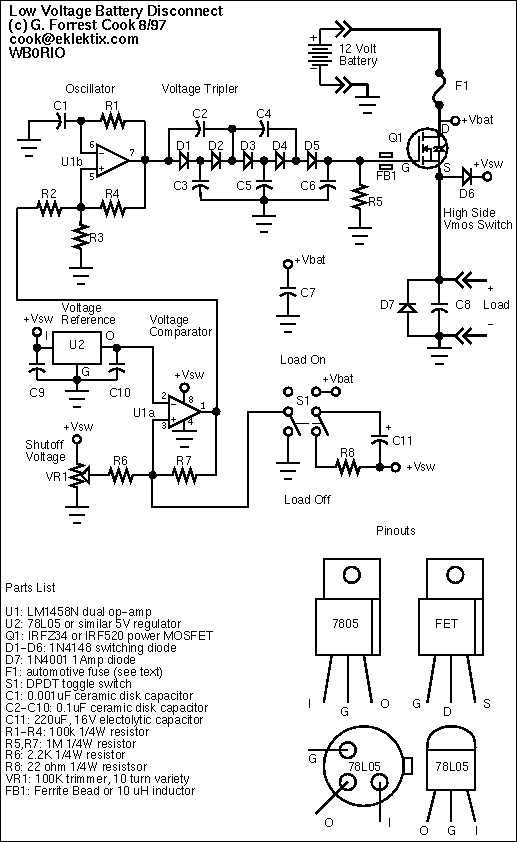 Low Voltage Battery Disconnect
(c) G. Forrest Cook 8/97
cook@eklektix.com
WB0RIO
12 Volt
Battery
F1
+Vbat
Q1
D
G
S
FB1
+Vsw
D6
High Side
Vmos Switch
Oscillator
Voltage Tripler
C1
R1
C2
C4
6
7
U1b
5
D1
D2
D3
D4
D5
C3
C5
C6
R5
R2
R4
R3
+Vbat
C7
D7
C8
+
Load
−
Voltage
Reference
+Vsw
I
U2
O
G
C9
C10
Voltage
Comparator
+Vsw
2
8
1
U1a
3
4
Load On
+Vbat
S1
C11
R8
+Vsw
Load Off
Shutoff
Voltage
+Vsw
VR1
R6
R7
Pinouts
7805
I
G
O
FET
G
D
S
78L05
G
O
I
78L05
O
G
I
Parts List
U1: LM1458N dual op-amp
U2: 78L05 or similar 5V regulator
Q1: IRFZ34 or IRF520 power MOSFET
D1-D6: 1N4148 switching diode
D7: 1N4001 1Amp diode
F1: automotive fuse (see text)
S1: DPDT toggle switch
C1: 0.001uF ceramic disk capacitor
C2-C10: 0.1uF ceramic disk capacitor
C11: 220uF, 16V electolytic capacitor
R1-R4: 100k 1/4W resistor
R5,R7: 1M 1/4W resistor
R6: 2.2K 1/4W resistor
R8: 22 ohm 1/4W resistsor
VR1: 100K trimmer, 10 turn variety
FB1: Ferrite Bead or 10 uH inductor